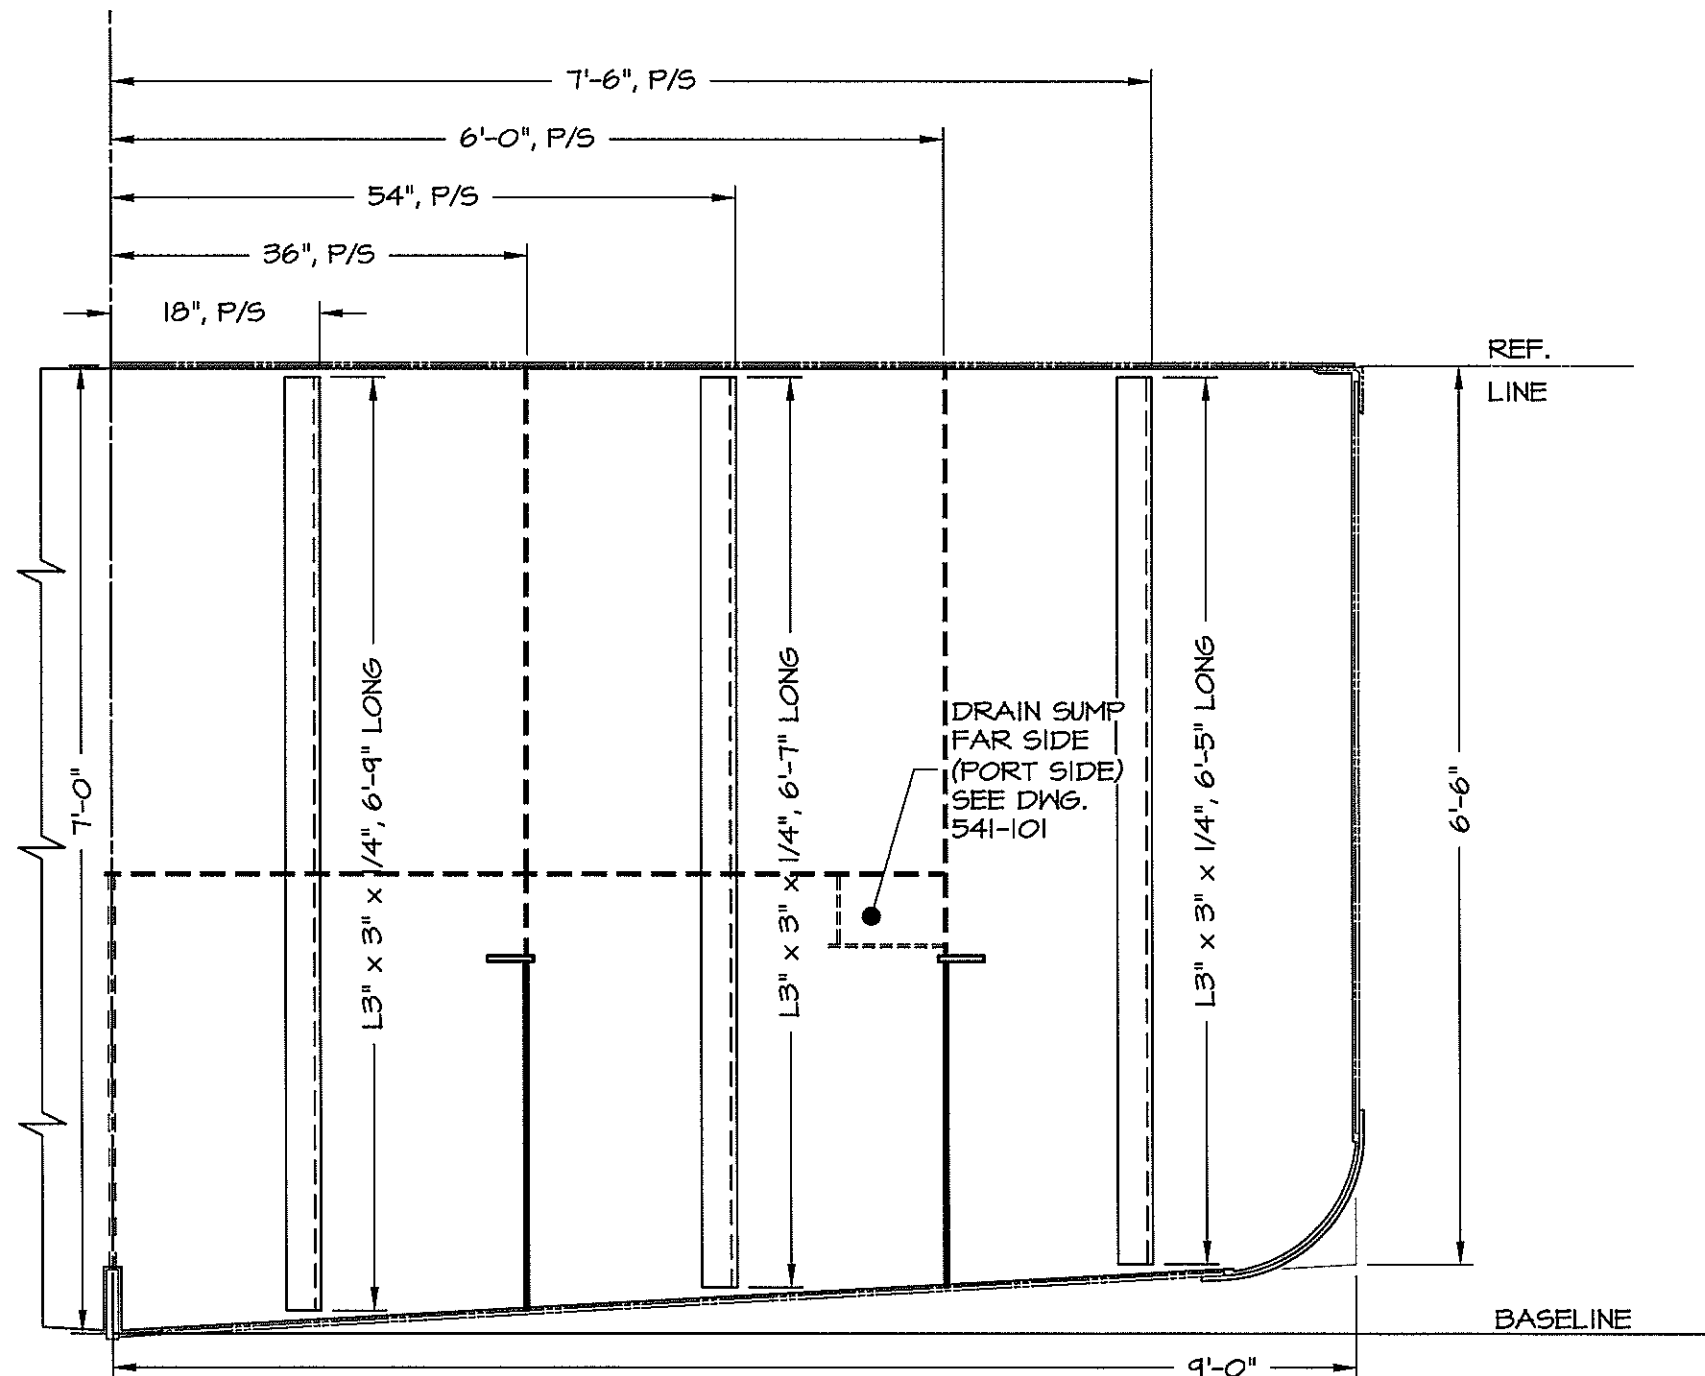 7'-6", P/S
6'-0", P/S
54", P/S
36", P/S
18", P/S
REF.
LINE
7'-0"
L3" x 3" x 1/4", 6'-9" LONG
L3" x 3" x 1/4", 6'-7" LONG
DRAIN SUMP
FAR SIDE
(PORT SIDE)
SEE DWG.
541-101
L3" x 3" x 1/4", 6'-5" LONG
6'-6"
BASELINE
9'-0"